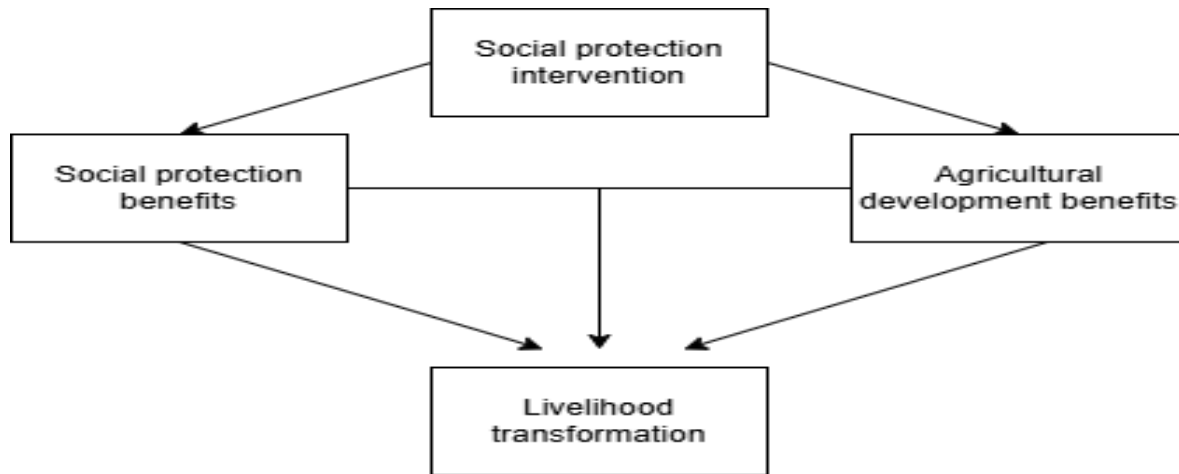 Social protection
intervention
Social protection
benefits
Agricultural
development benefits
Livelihood
transformation